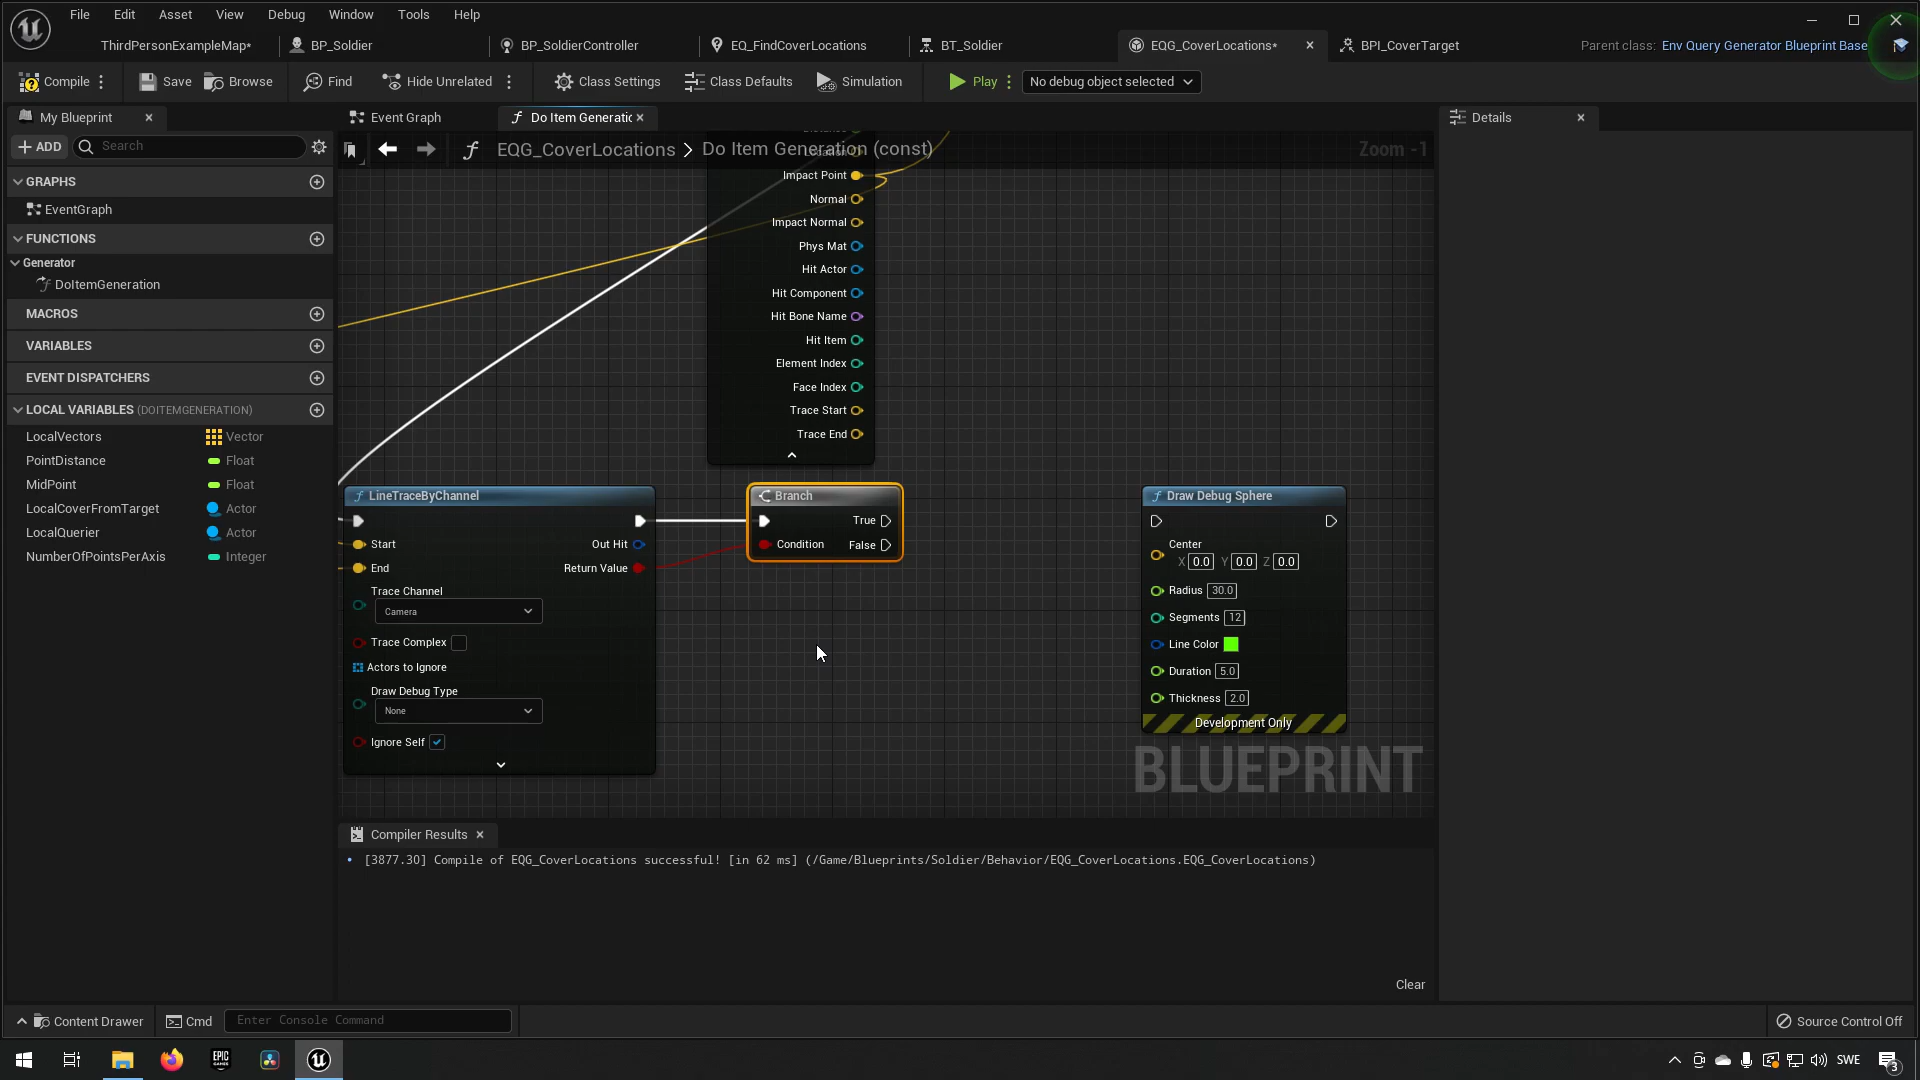 File Edit Asset View Debug Window Tools Help
ThirdPersonExampleMap* BP_Soldier BP_SoldierController EQ_FindCoverLocations BT_Soldier EQG_CoverLocations* BPI_CoverTarget Parent class: Env Query Generator Blueprint Base
Compile Save Browse Find Hide Unrelated Class Settings Class Defaults Simulation Play No debug object selected
My Blueprint
ADD Search
GRAPHS
EventGraph
FUNCTIONS
Generator
DoItemGeneration
MACROS
VARIABLES
EVENT DISPATCHERS
LOCAL VARIABLES (DOITEMGENERATION)
LocalVectors Vector
PointDistance Float
MidPoint Float
LocalCoverFromTarget Actor
LocalQuerier Actor
NumberOfPointsPerAxis Integer
Event Graph Do Item Generatic
EQG_CoverLocations > Do Item Generation (const) Zoom -1
Impact Point
Normal
Impact Normal
Phys Mat
Hit Actor
Hit Component
Hit Bone Name
Hit Item
Element Index
Face Index
Trace Start
Trace End
LineTraceByChannel
Start Out Hit
End Return Value
Trace Channel
Camera
Trace Complex
Actors to Ignore
Draw Debug Type
None
Ignore Self
Branch
True
Condition False
Draw Debug Sphere
Center
X 0.0 Y 0.0 Z 0.0
Radius 30.0
Segments 12
Line Color
Duration 5.0
Thickness 2.0
Development Only
BLUEPRINT
Details
Compiler Results
[3877.30] Compile of EQG_CoverLocations successful! [in 62 ms] (/Game/Blueprints/Soldier/Behavior/EQG_CoverLocations.EQG_CoverLocations)
Clear
Content Drawer Cmd Enter Console Command Source Control Off
EPIC GAMES
SWE
3